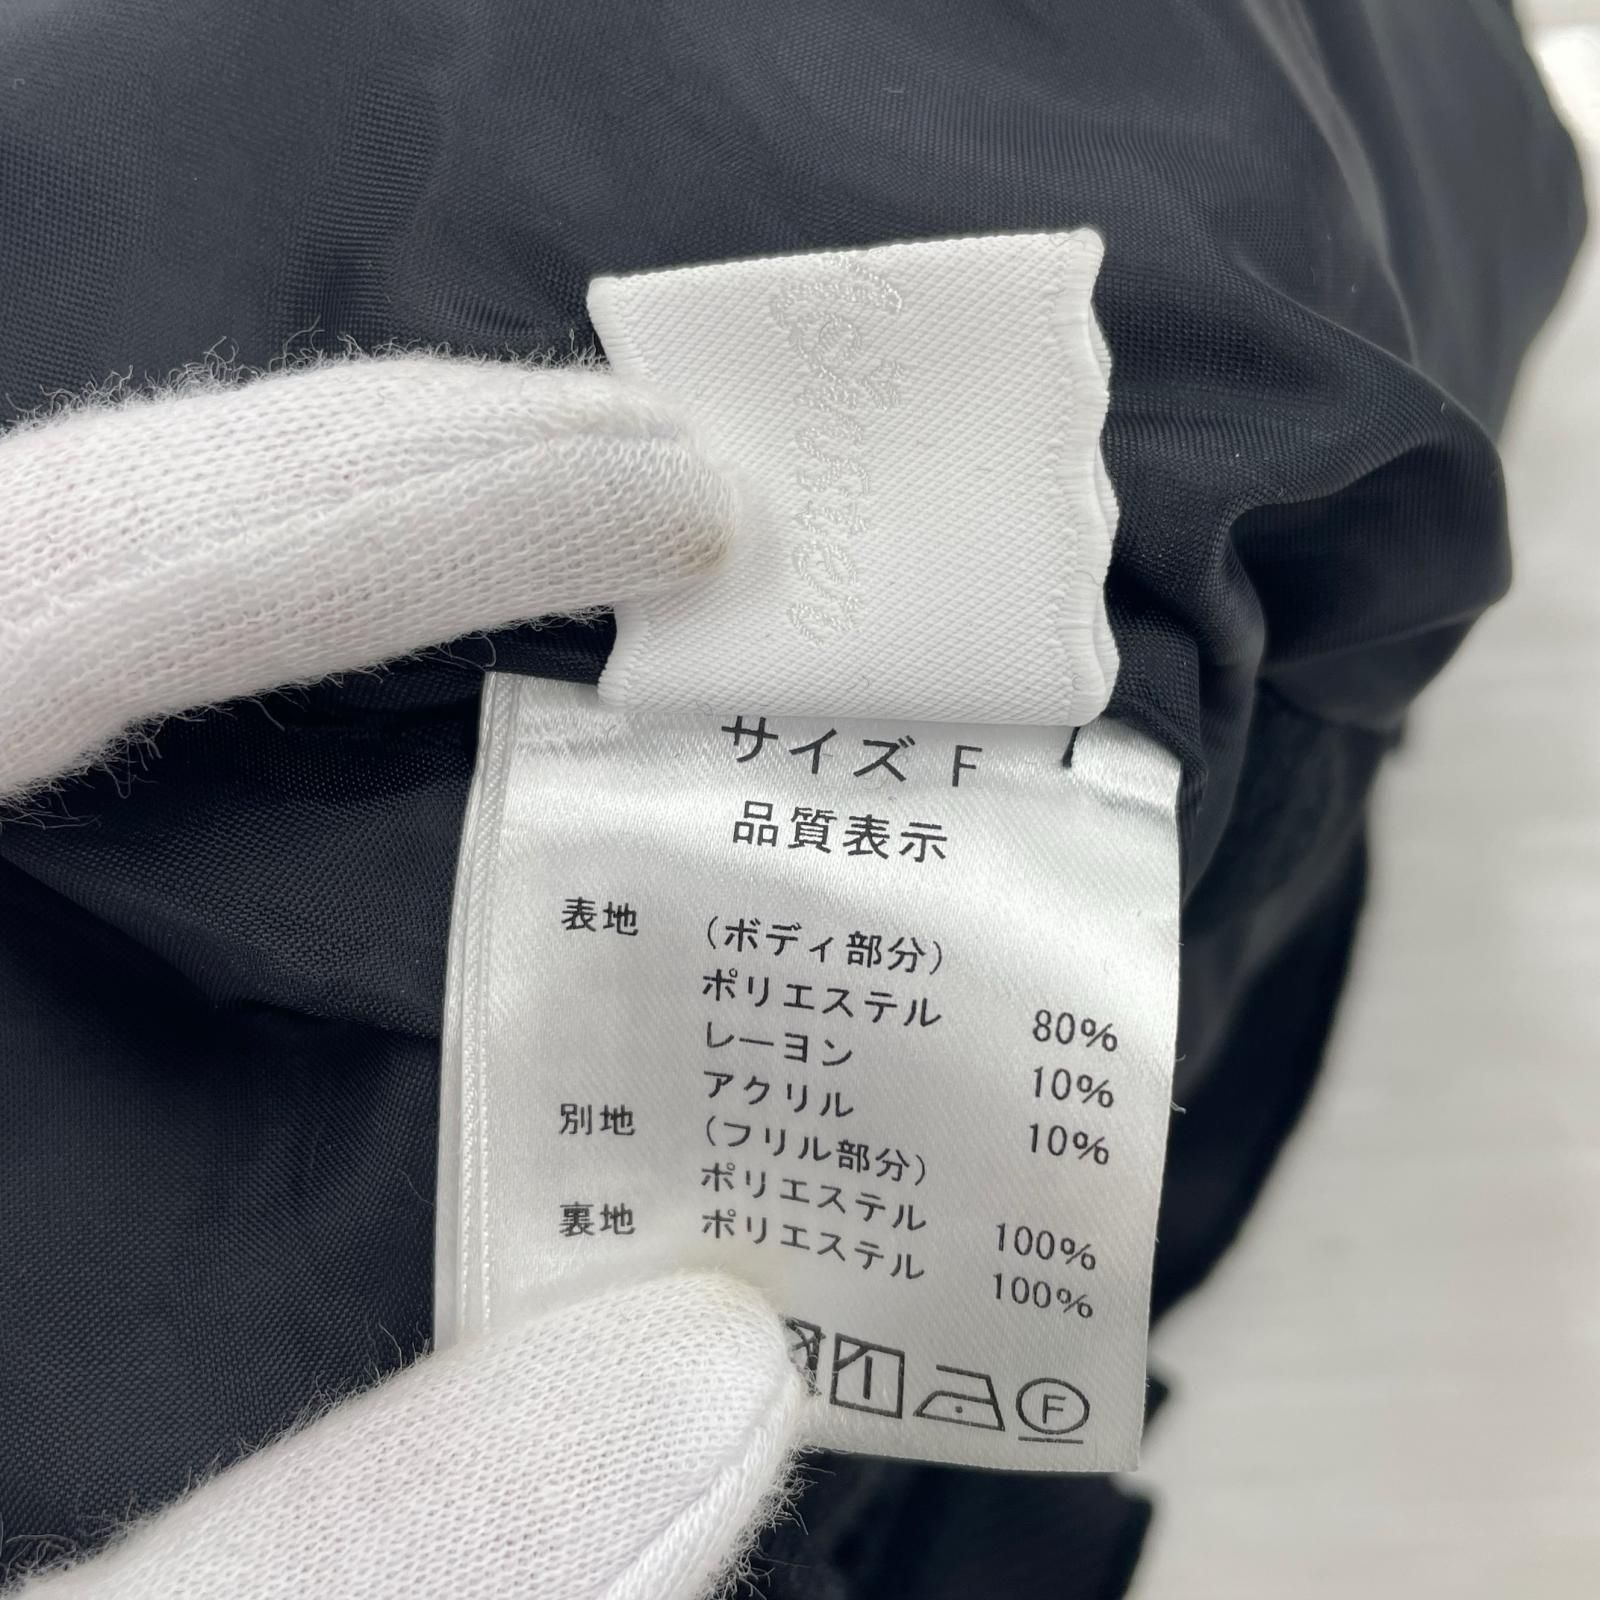 サイズ F
品質表示
表地 (ボディ部分)
ポリエステル 80%
レーヨン 10%
アクリル 10%
別地 (フリル部分)
ポリエステル 100%
裏地 ポリエステル 100%
F